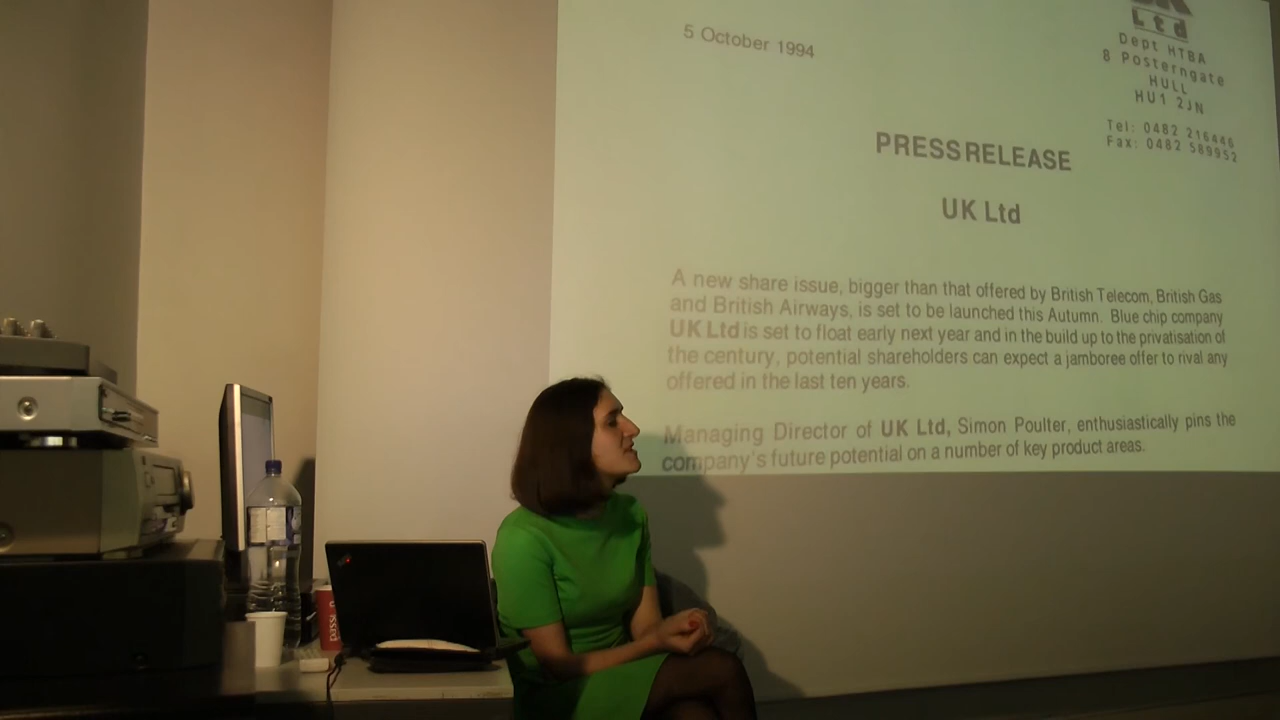 5 October 1994
Ltd
Dept HTBA
8 Posterngate
HULL
HU1 2JN
Tel: 0482 216446
Fax: 0482 589952
PRESS RELEASE
UK Ltd
A new share issue, bigger than that offered by British Telecom, British Gas
and British Airways, is set to be launched this Autumn. Blue chip company
UK Ltd is set to float early next year and in the build up to the privatisation of
the century, potential shareholders can expect a jamboree offer to rival any
offered in the last ten years.
Managing Director of UK Ltd, Simon Poulter, enthusiastically pins the
company's future potential on a number of key product areas.